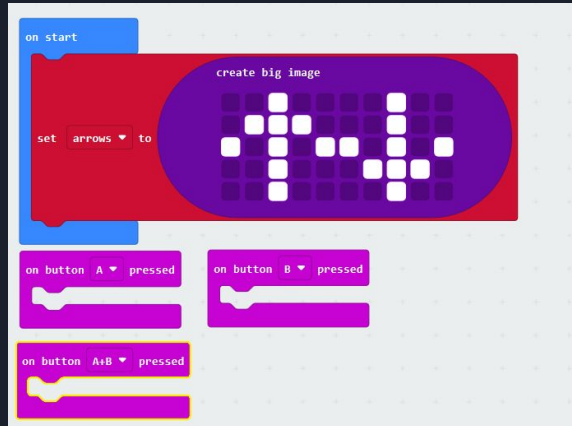 on start
create big image
set arrows to
on button A pressed
on button B pressed
on button A+B pressed